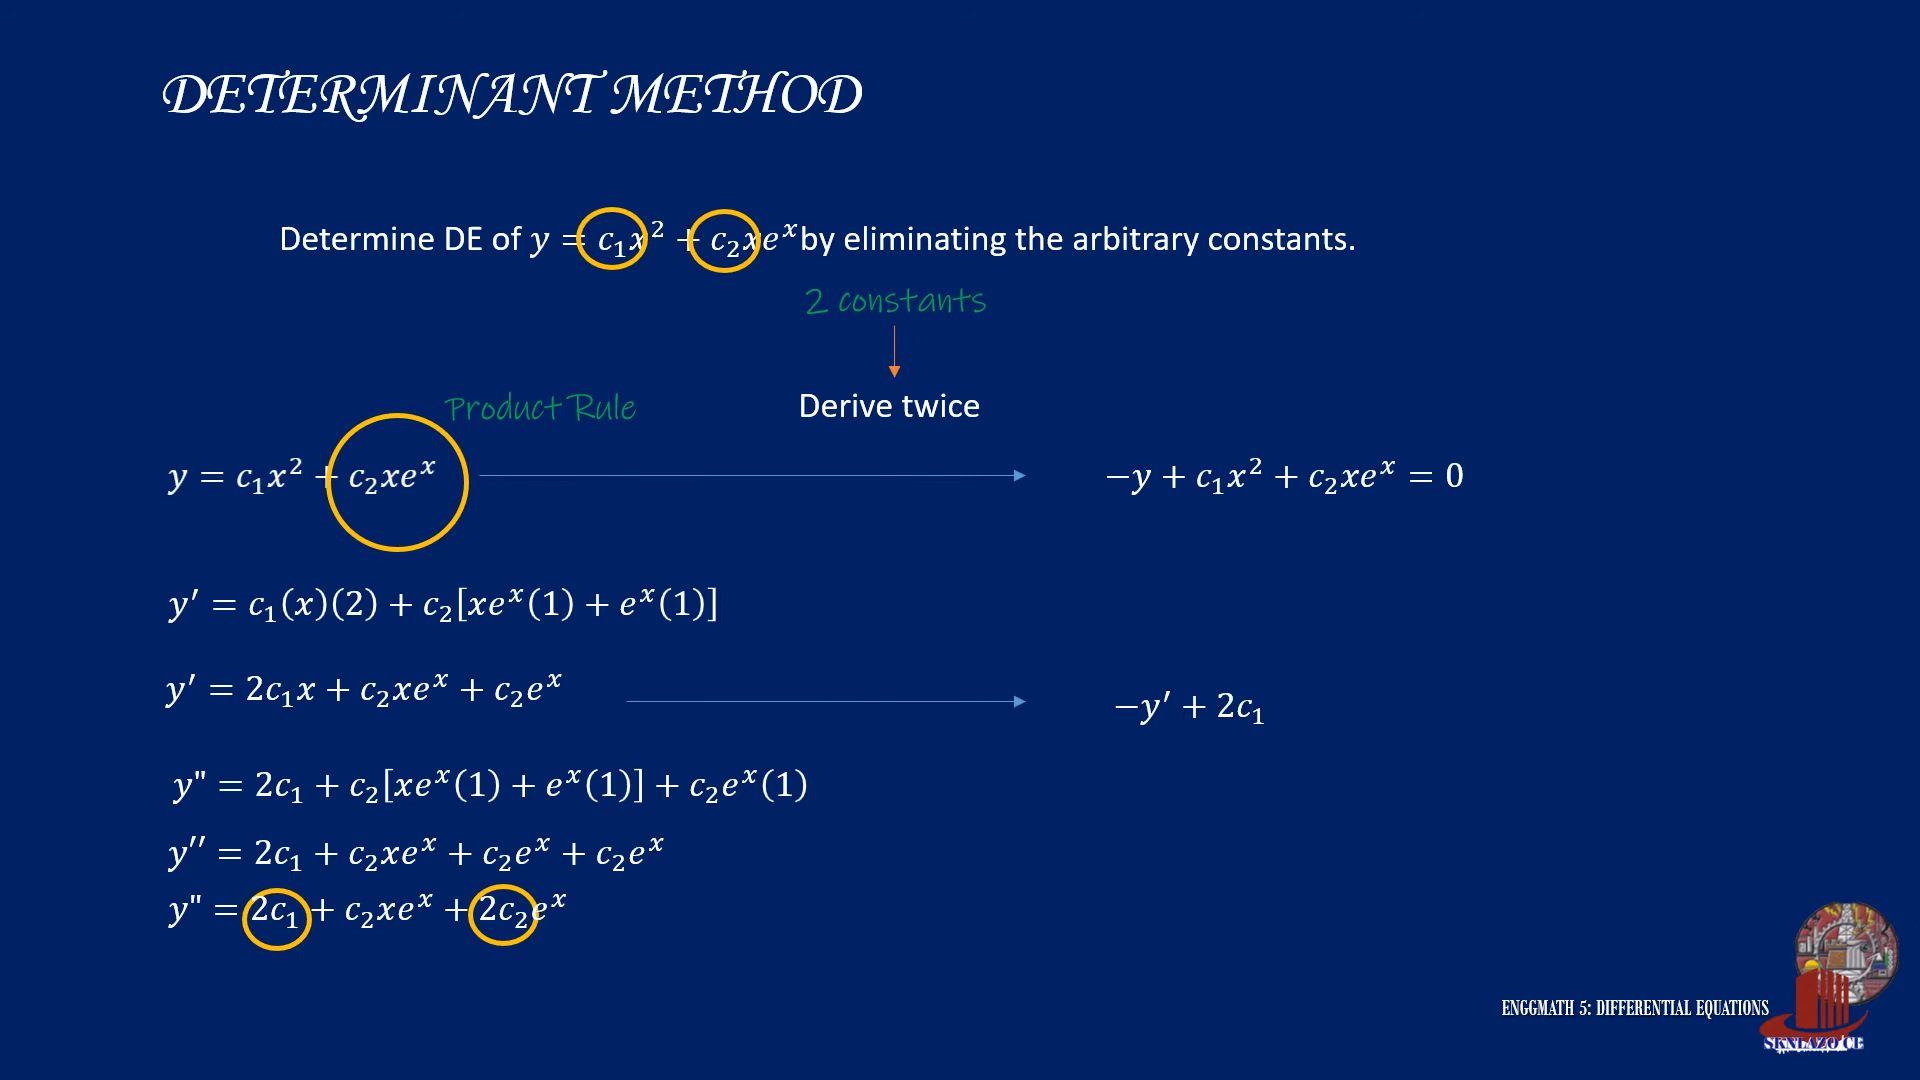 DETERMINANT METHOD
Determine DE of y = c₁x² + c₂xeˣ by eliminating the arbitrary constants.
2 constants
Product Rule
Derive twice
y = c₁x² + c₂xeˣ
−y + c₁x² + c₂xeˣ = 0
y′ = c₁(x)(2) + c₂[xeˣ(1) + eˣ(1)]
y′ = 2c₁x + c₂xeˣ + c₂eˣ
−y′ + 2c₁
y" = 2c₁ + c₂[xeˣ(1) + eˣ(1)] + c₂eˣ(1)
y′′ = 2c₁ + c₂xeˣ + c₂eˣ + c₂eˣ
y" = 2c₁ + c₂xeˣ + 2c₂eˣ
ENGGMATH 5: DIFFERENTIAL EQUATIONS
SKNLAZO CE